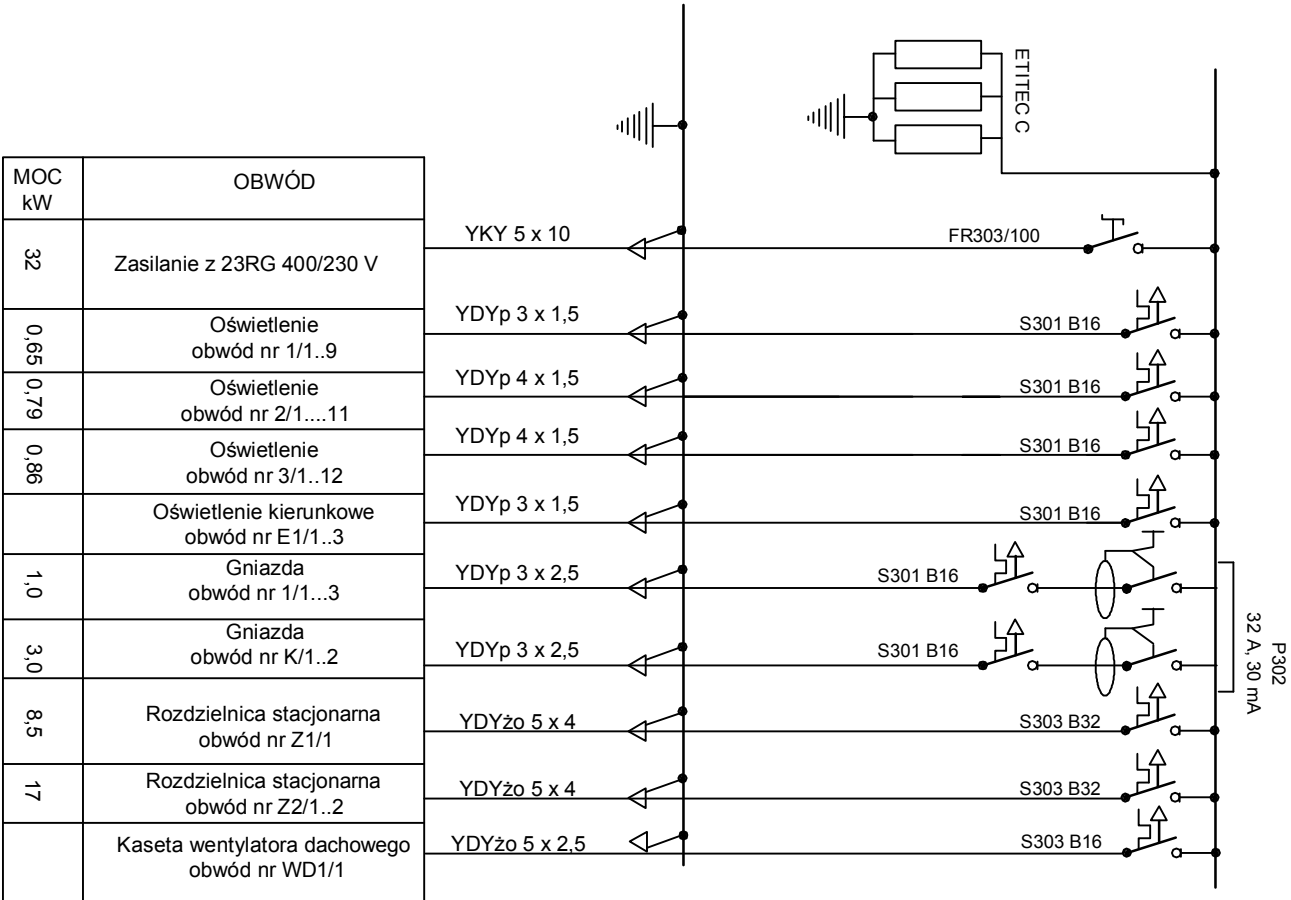 ETITEC C
MOC
kW
OBWÓD
32
Zasilanie z 23RG 400/230 V
YKY 5 x 10
FR303/100
0,65
Oświetlenie
obwód nr 1/1..9
YDYp 3 x 1,5
S301 B16
0,79
Oświetlenie
obwód nr 2/1....11
YDYp 4 x 1,5
S301 B16
0,86
Oświetlenie
obwód nr 3/1..12
YDYp 4 x 1,5
S301 B16
Oświetlenie kierunkowe
obwód nr E1/1..3
YDYp 3 x 1,5
S301 B16
1,0
Gniazda
obwód nr 1/1...3
YDYp 3 x 2,5
S301 B16
3,0
Gniazda
obwód nr K/1..2
YDYp 3 x 2,5
S301 B16
P302
32 A, 30 mA
8,5
Rozdzielnica stacjonarna
obwód nr Z1/1
YDYżo 5 x 4
S303 B32
17
Rozdzielnica stacjonarna
obwód nr Z2/1..2
YDYżo 5 x 4
S303 B32
Kaseta wentylatora dachowego
obwód nr WD1/1
YDYżo 5 x 2,5
S303 B16